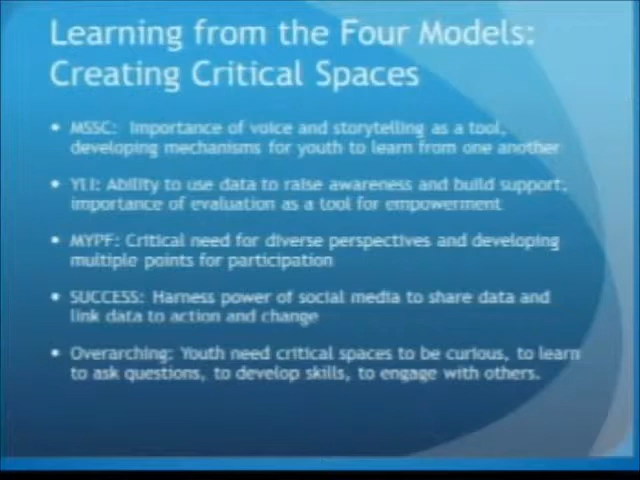 Learning from the Four Models:
Creating Critical Spaces
• MSSC: Importance of voice and storytelling as a tool,
developing mechanisms for youth to learn from one another
• YLI: Ability to use data to raise awareness and build support,
importance of evaluation as a tool for empowerment
• MYPF: Critical need for diverse perspectives and developing
multiple points for participation
• SUCCESS: Harness power of social media to share data and
link data to action and change
• Overarching: Youth need critical spaces to be curious, to learn
to ask questions, to develop skills, to engage with others.